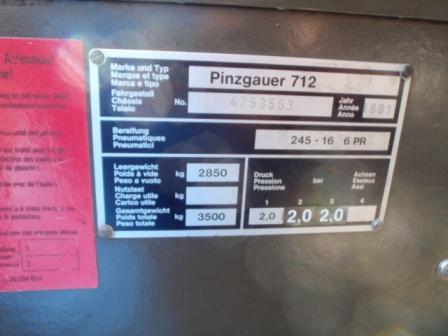 Attention!
Marke und Typ
Marque et type
Marca e tipo
Pinzgauer 712
Fahrgestell
Châssis
Telaio
No. 4753553
Jahr
Année
Anno
1981
Bereifung
Pneumatiques
Pneumatici
245 - 16 6 PR
Leergewicht
Poids à vide
Peso a vuoto
kg 2850
Nutzlast
Charge utile
Carico utile
kg
Gesamtgewicht
Poids totale
Peso totale
kg 3500
Druck
Pression
Pressione
bar
Achsen
Essieux
Assi
1 2 3 4
2,0 2,0 2,0